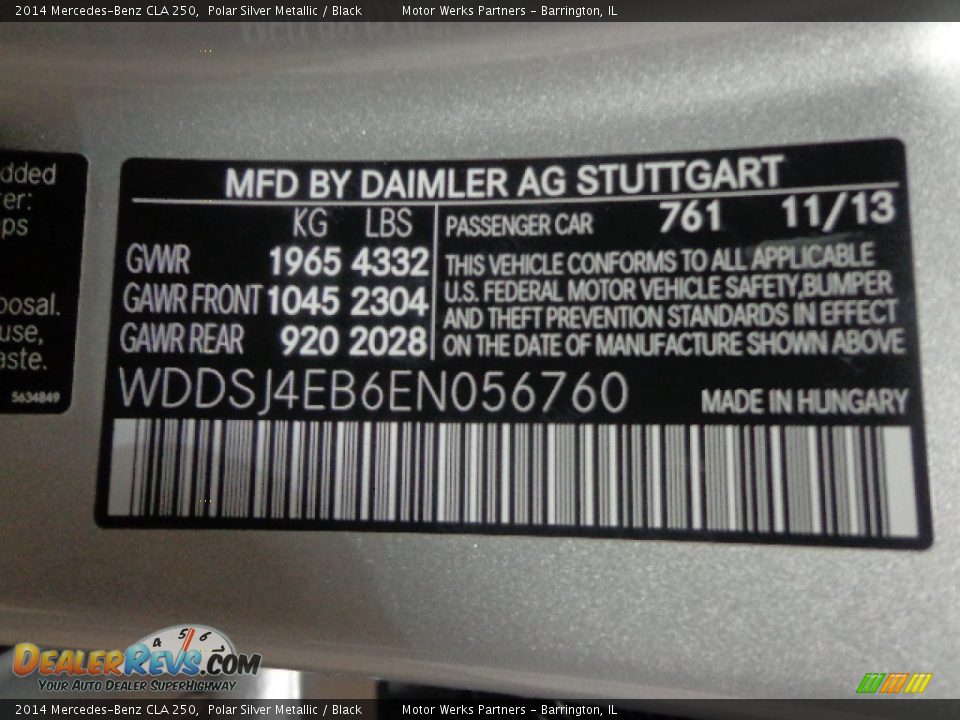 2014 Mercedes-Benz CLA 250,  Polar Silver Metallic / Black    Motor Werks Partners - Barrington, IL
MFD BY DAIMLER AG STUTTGART
KG LBS PASSENGER CAR 761 11/13
GVWR 1965 4332
GAWR FRONT 1045 2304
GAWR REAR 920 2028
THIS VEHICLE CONFORMS TO ALL APPLICABLE
U.S. FEDERAL MOTOR VEHICLE SAFETY,BUMPER
AND THEFT PREVENTION STANDARDS IN EFFECT
ON THE DATE OF MANUFACTURE SHOWN ABOVE
WDDSJ4EB6EN056760 MADE IN HUNGARY
dded
er:
ps
posal.
use,
aste.
5634849
4 5 6
DEALERREVS.COM
YOUR AUTO DEALER SUPERHIGHWAY
2014 Mercedes-Benz CLA 250,  Polar Silver Metallic / Black    Motor Werks Partners - Barrington, IL